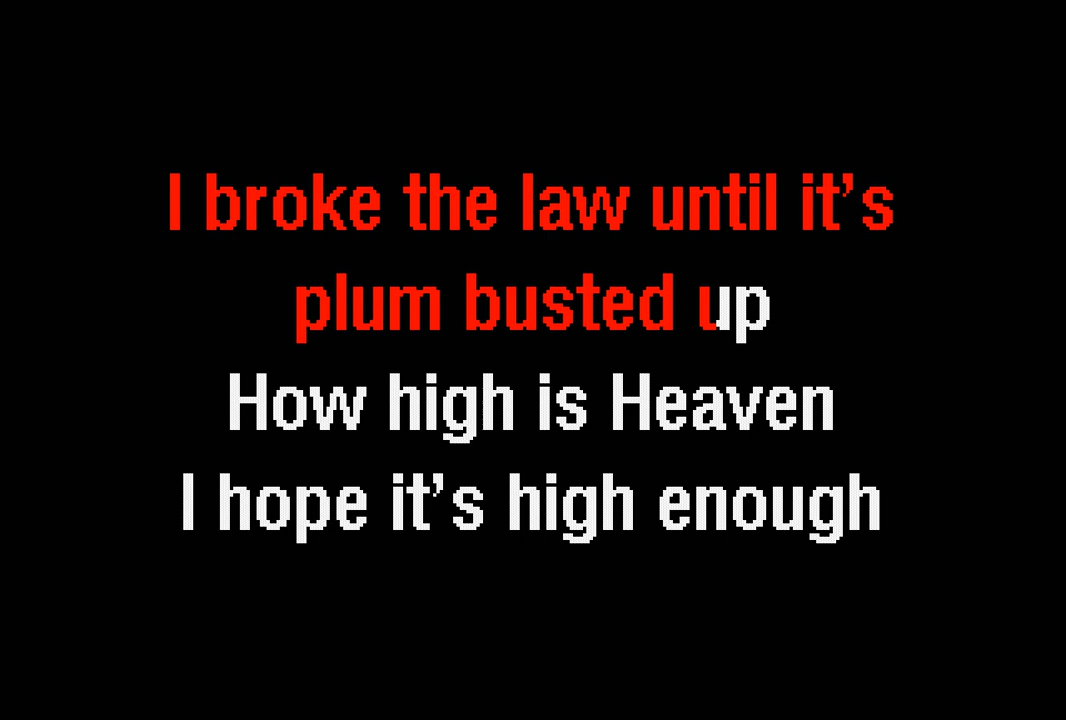 I broke the law until it’s
plum busted up
How high is Heaven
I hope it’s high enough